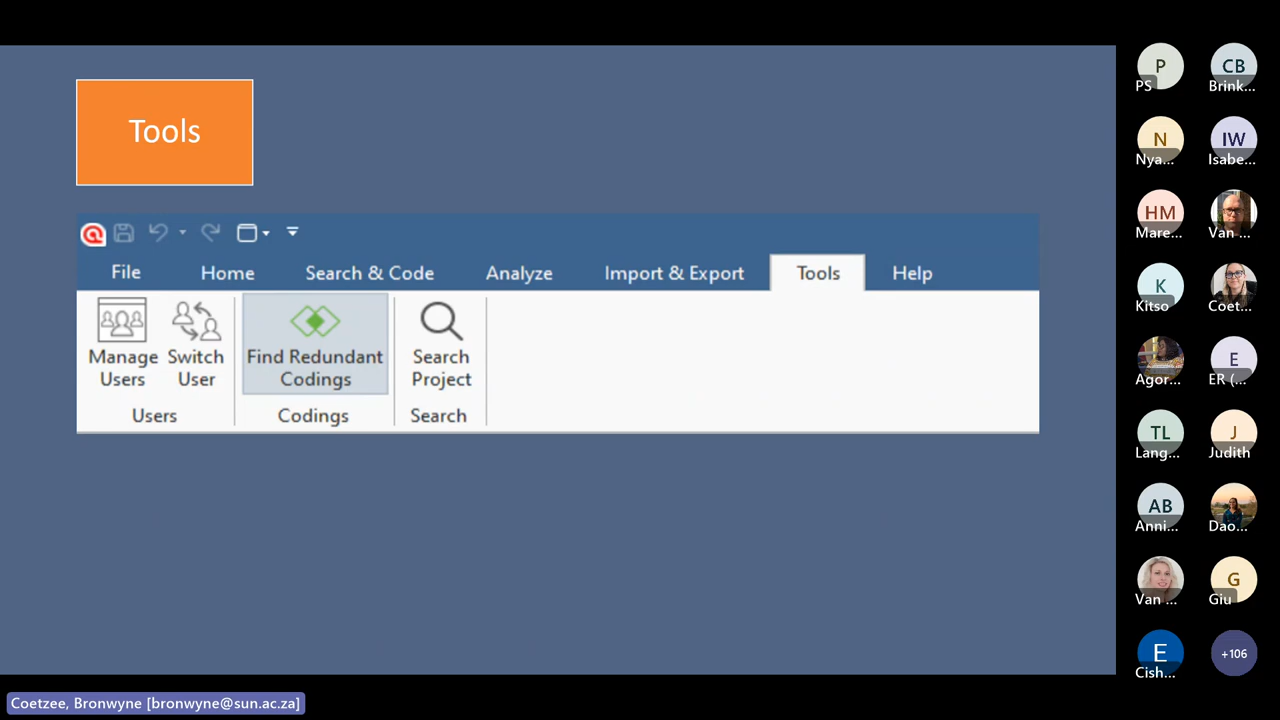 Tools
File Home Search & Code Analyze Import & Export Tools Help
Manage Users
Switch User
Find Redundant Codings
Search Project
Users Codings Search
P
PS
CB
Brink...
N
Nya...
IW
Isabe...
HM
Mare...
Van ...
K
Kitso
Coet...
Agor...
E
ER (...
TL
Lang...
J
Judith
AB
Anni...
Dao...
Van ...
G
Giu
E
Cish...
+106
Coetzee, Bronwyne [bronwyne@sun.ac.za]